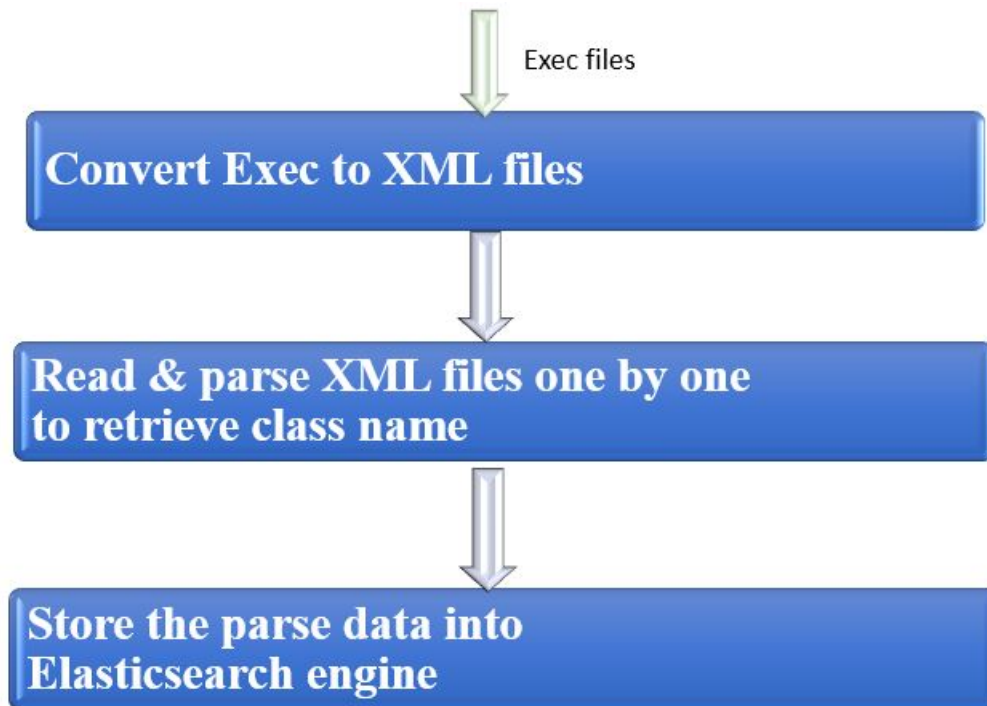 Exec files
Convert Exec to XML files
Read & parse XML files one by one
to retrieve class name
Store the parse data into
Elasticsearch engine